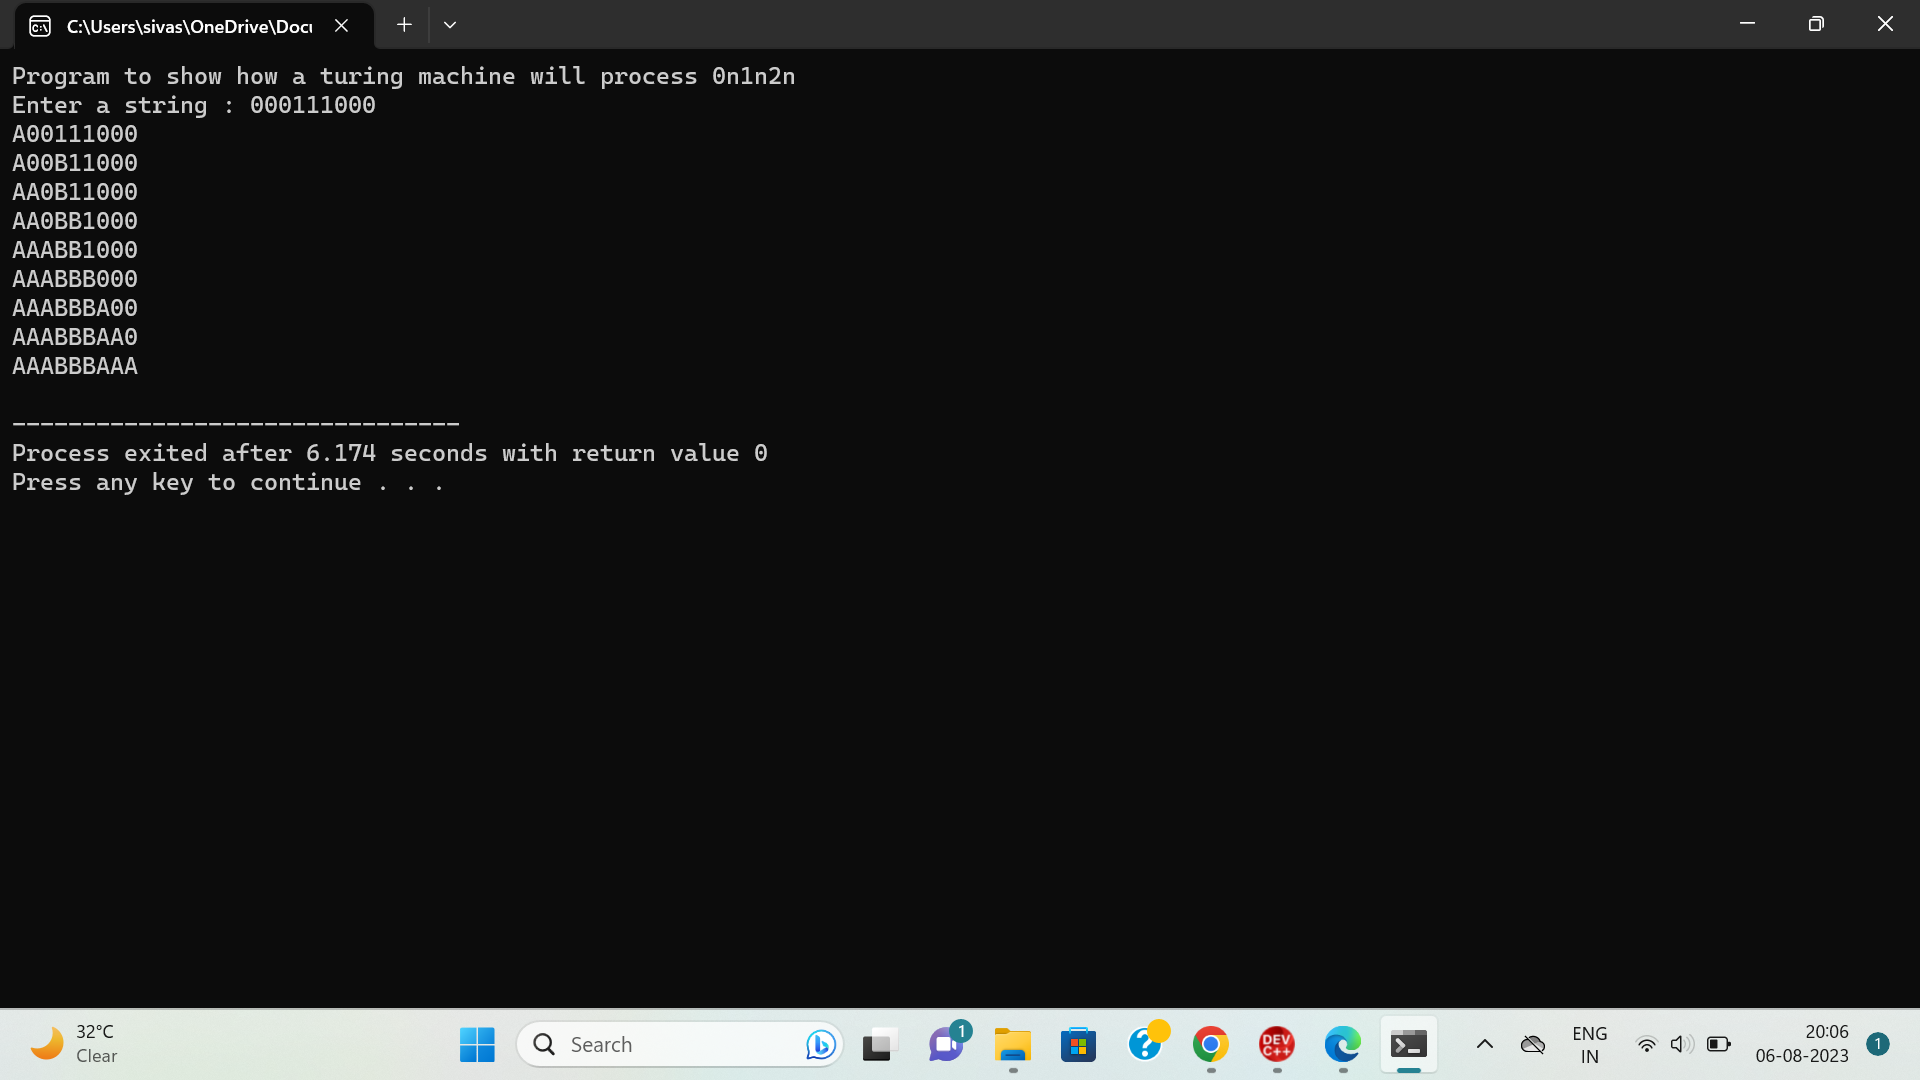 C:\Users\sivas\OneDrive\Docu
Program to show how a turing machine will process 0n1n2n
Enter a string : 000111000
A00111000
A00B11000
AA0B11000
AA0BB1000
AAABB1000
AAABBB000
AAABBBA00
AAABBBAA0
AAABBBAAA
--------------------------------
Process exited after 6.174 seconds with return value 0
Press any key to continue . . .
32°C
Clear
Search
1
DEV
C++
ENG
IN
20:06
06-08-2023
1